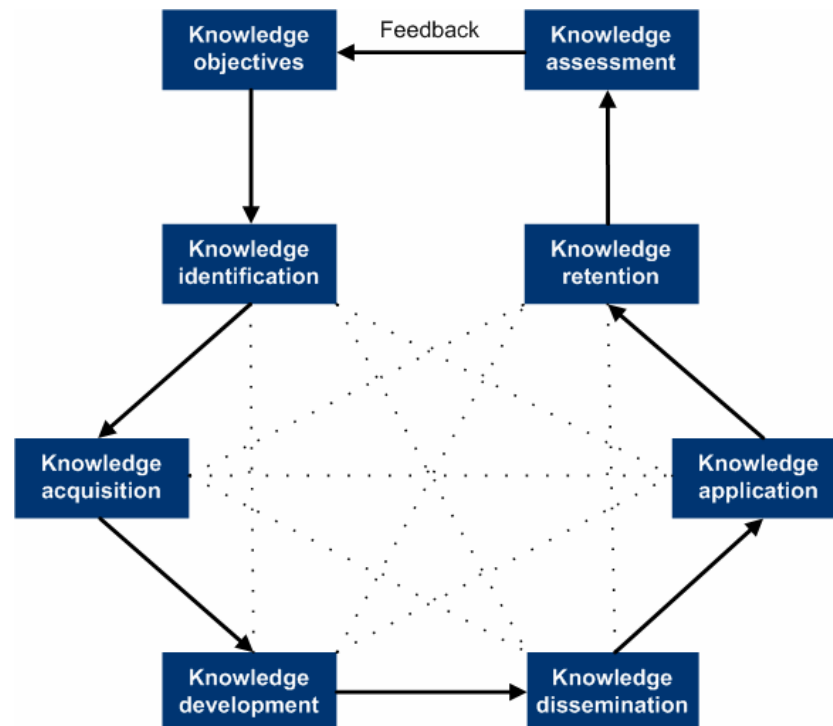 Knowledge
objectives
Feedback
Knowledge
assessment
Knowledge
identification
Knowledge
retention
Knowledge
acquisition
Knowledge
application
Knowledge
development
Knowledge
dissemination